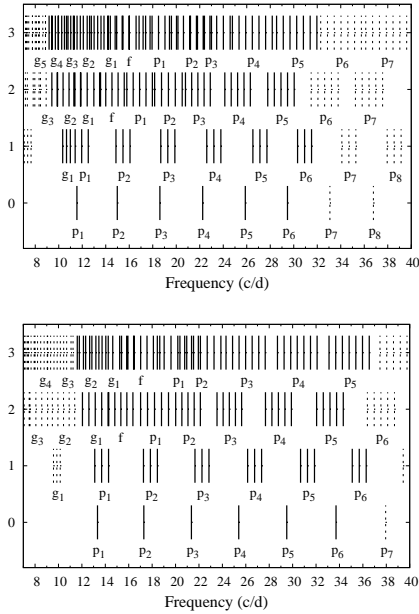 3
g5 g4 g3 g2 g1 f p1 p2 p3 p4 p5 p6 p7
2
g3 g2 g1 f p1 p2 p3 p4 p5 p6 p7
1
g1 p1 p2 p3 p4 p5 p6 p7 p8
0
p1 p2 p3 p4 p5 p6 p7 p8
8 10 12 14 16 18 20 22 24 26 28 30 32 34 36 38 40
Frequency (c/d)
3
g4 g3 g2 g1 f p1 p2 p3 p4 p5
2
g3 g2 g1 f p1 p2 p3 p4 p5 p6
1
g1 p1 p2 p3 p4 p5 p6
0
p1 p2 p3 p4 p5 p6 p7
8 10 12 14 16 18 20 22 24 26 28 30 32 34 36 38 40
Frequency (c/d)